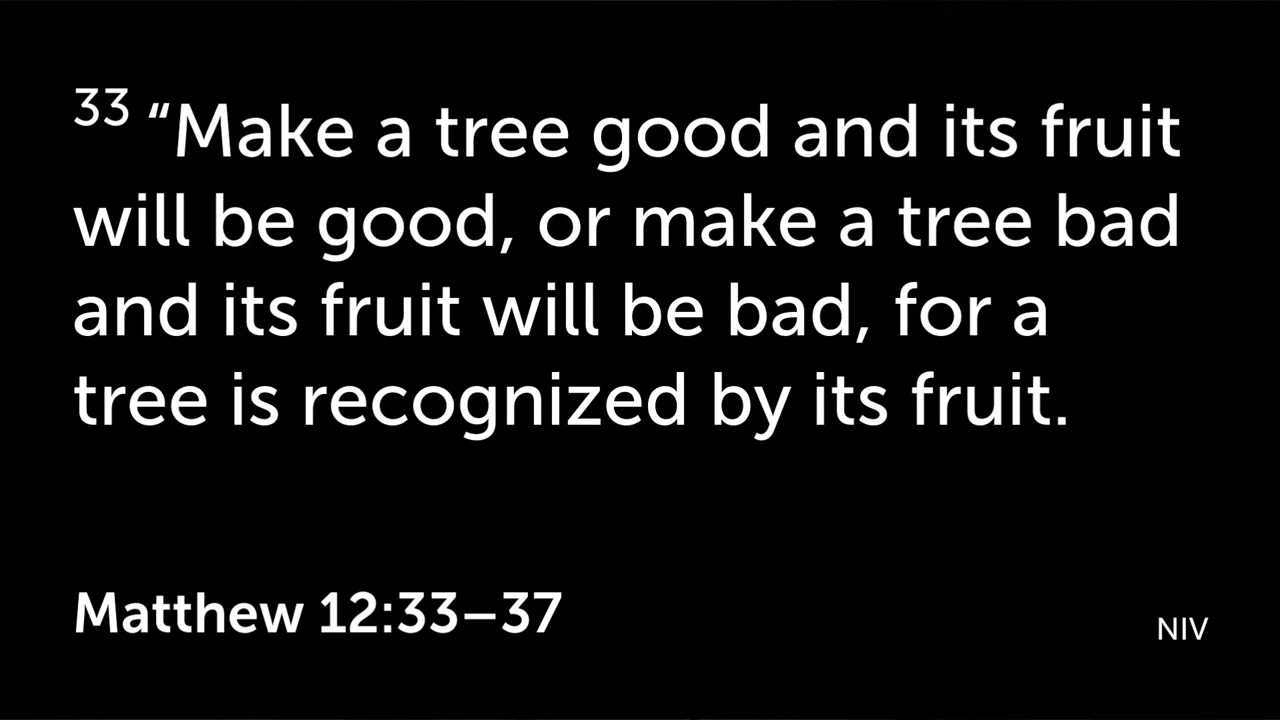 33 “Make a tree good and its fruit
will be good, or make a tree bad
and its fruit will be bad, for a
tree is recognized by its fruit.
Matthew 12:33–37
NIV